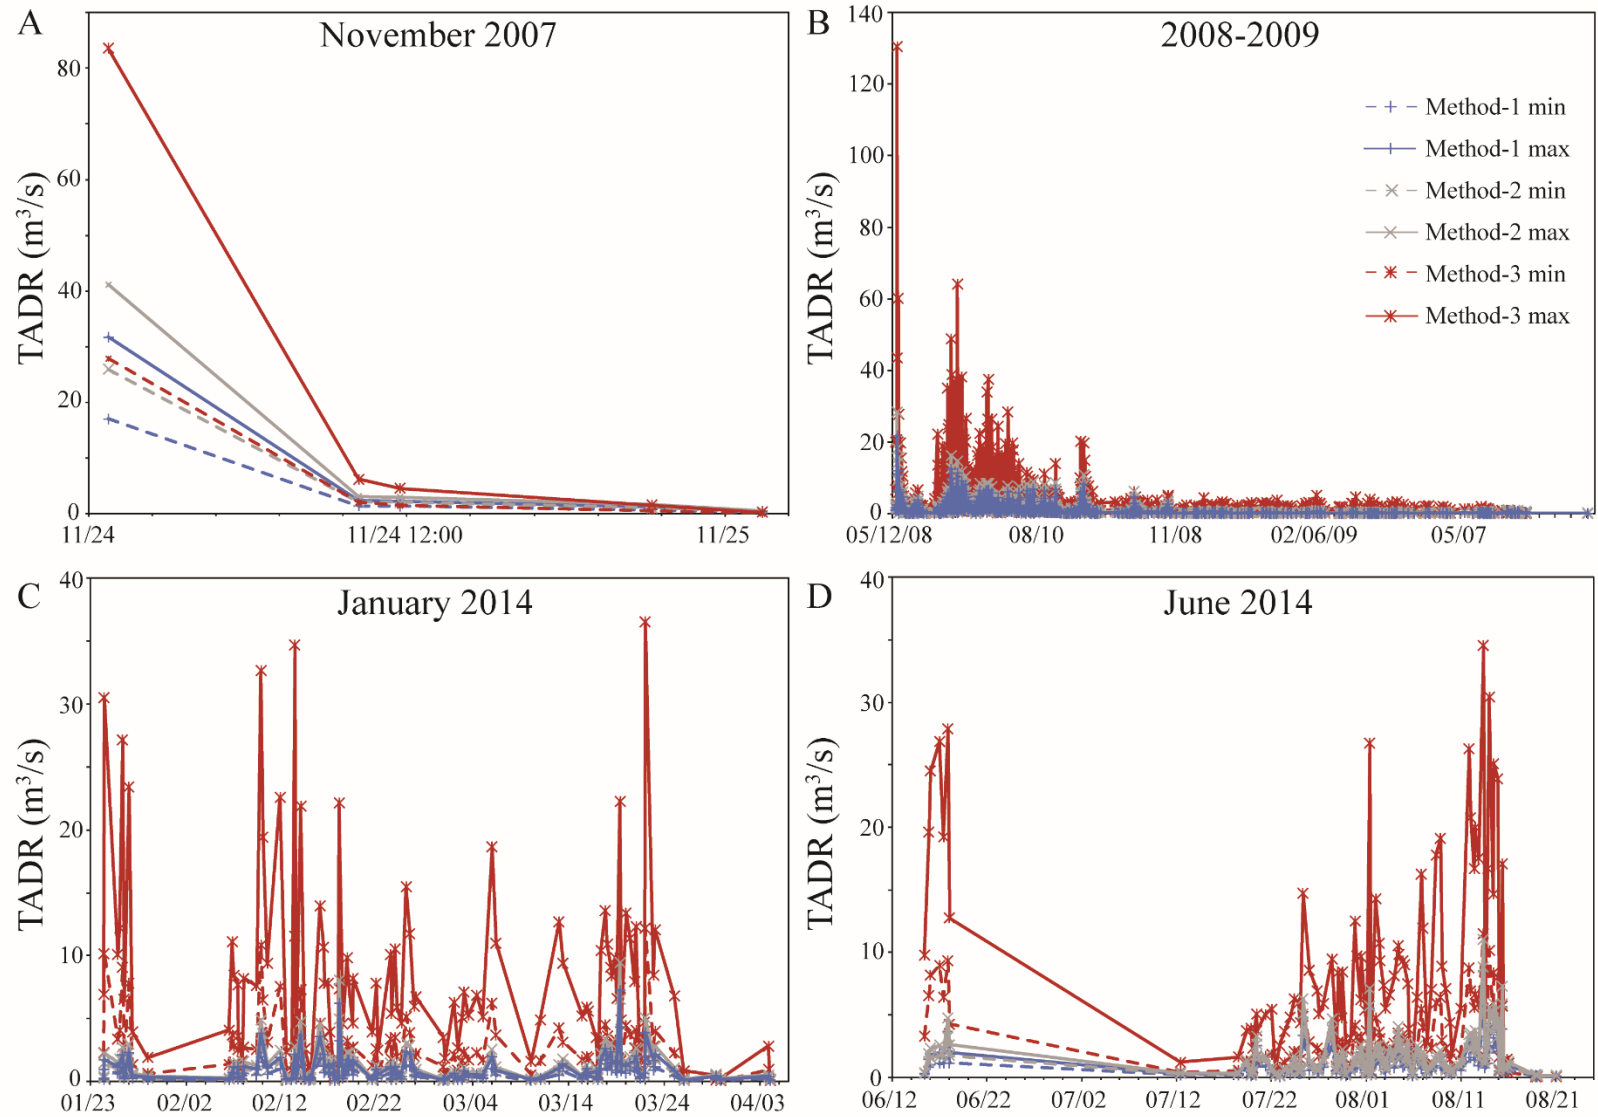 A
November 2007
TADR (m³/s)
80
60
40
20
0
11/24
11/24 12:00
11/25
B
2008-2009
TADR (m³/s)
140
120
100
80
60
40
20
0
05/12/08
08/10
11/08
02/06/09
05/07
Method-1 min
Method-1 max
Method-2 min
Method-2 max
Method-3 min
Method-3 max
C
January 2014
TADR (m³/s)
40
30
20
10
0
01/23
02/02
02/12
02/22
03/04
03/14
03/24
04/03
D
June 2014
TADR (m³/s)
40
30
20
10
0
06/12
06/22
07/02
07/12
07/22
08/01
08/11
08/21